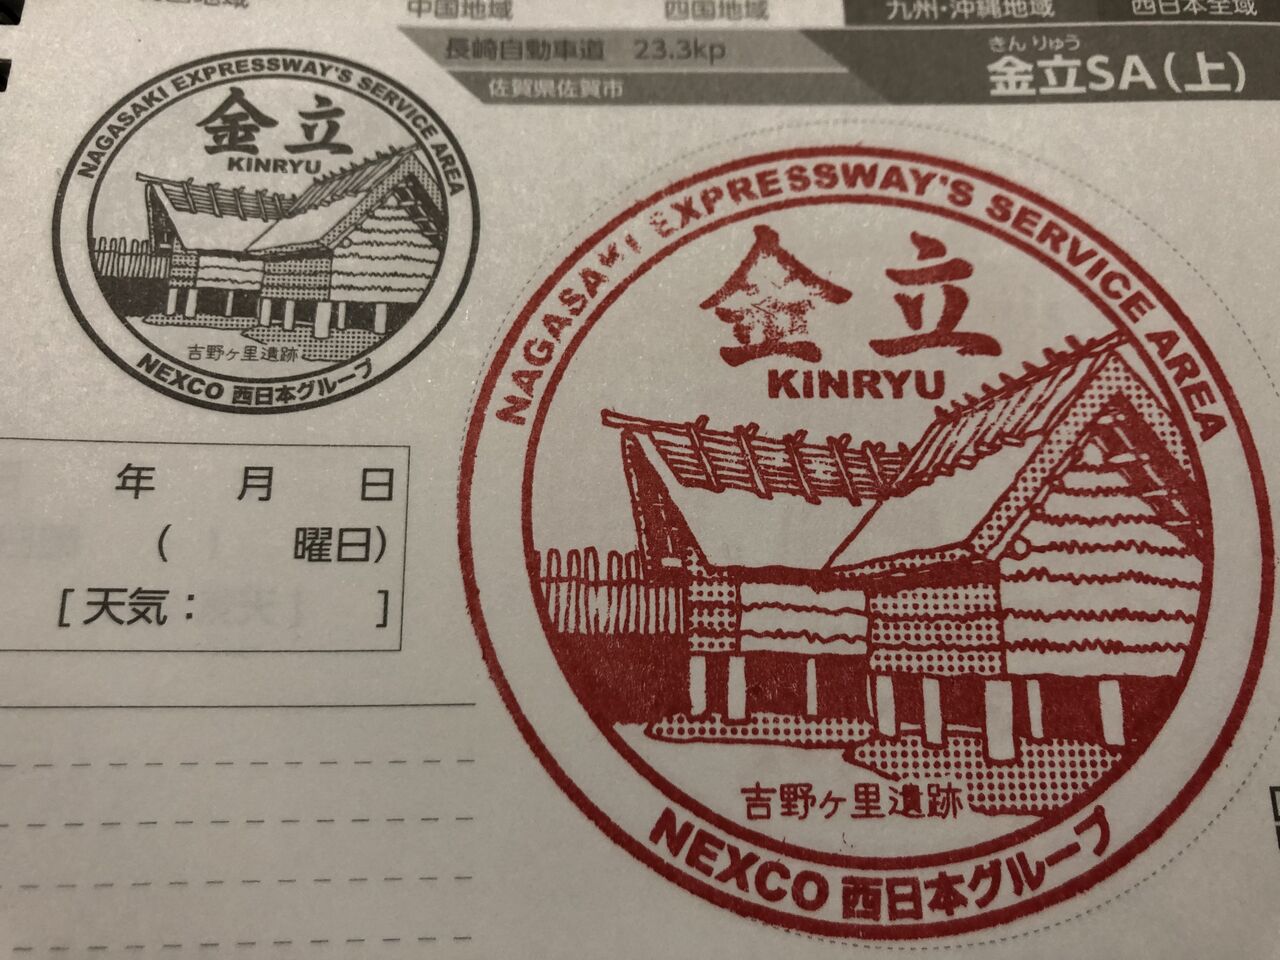 中国地域
四国地域
九州・沖縄地域
西日本全域
長崎自動車道 23.3kp
佐賀県佐賀市
きんりゅう
金立SA(上)
NAGASAKI EXPRESSWAY'S SERVICE AREA
金立
KINRYU
吉野ヶ里遺跡
NEXCO 西日本グループ
年 月 日
( 曜日)
[天気: ]
NAGASAKI EXPRESSWAY'S SERVICE AREA
金立
KINRYU
吉野ヶ里遺跡
NEXCO 西日本グループ